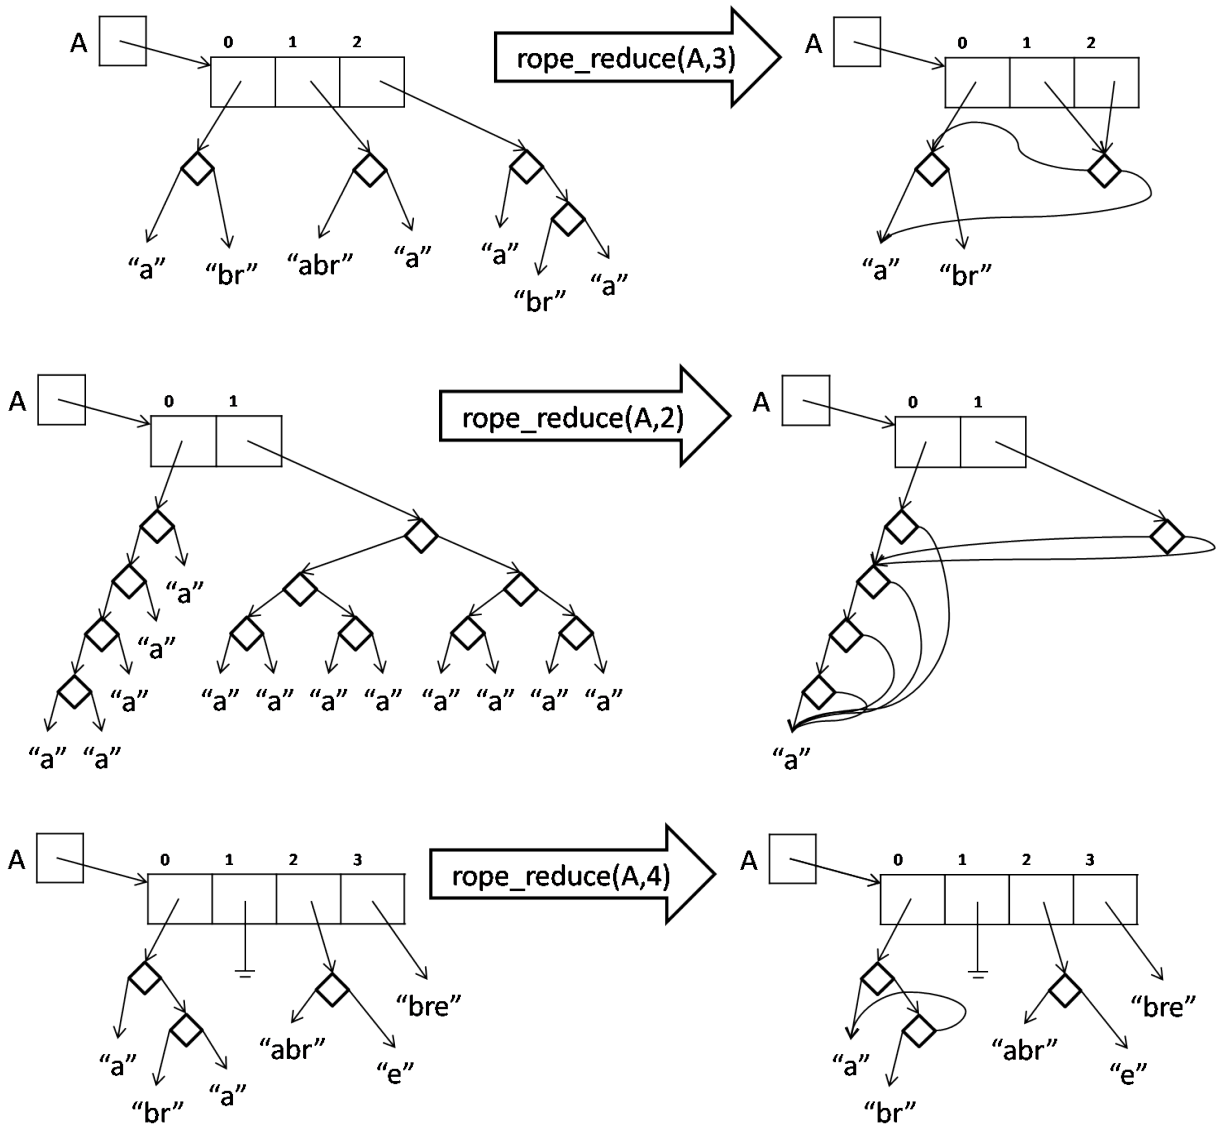 A 0 1 2 rope_reduce(A,3) A 0 1 2
“a” “br” “abr” “a” “a” “br” “a” “a” “br”
A 0 1 rope_reduce(A,2) A 0 1
“a”
“a”
“a” “a” “a” “a” “a” “a” “a” “a” “a”
“a” “a” “a”
A 0 1 2 3 rope_reduce(A,4) A 0 1 2 3
“bre” “bre”
“a” “abr” “e” “a” “abr” “e”
“br” “a” “br”